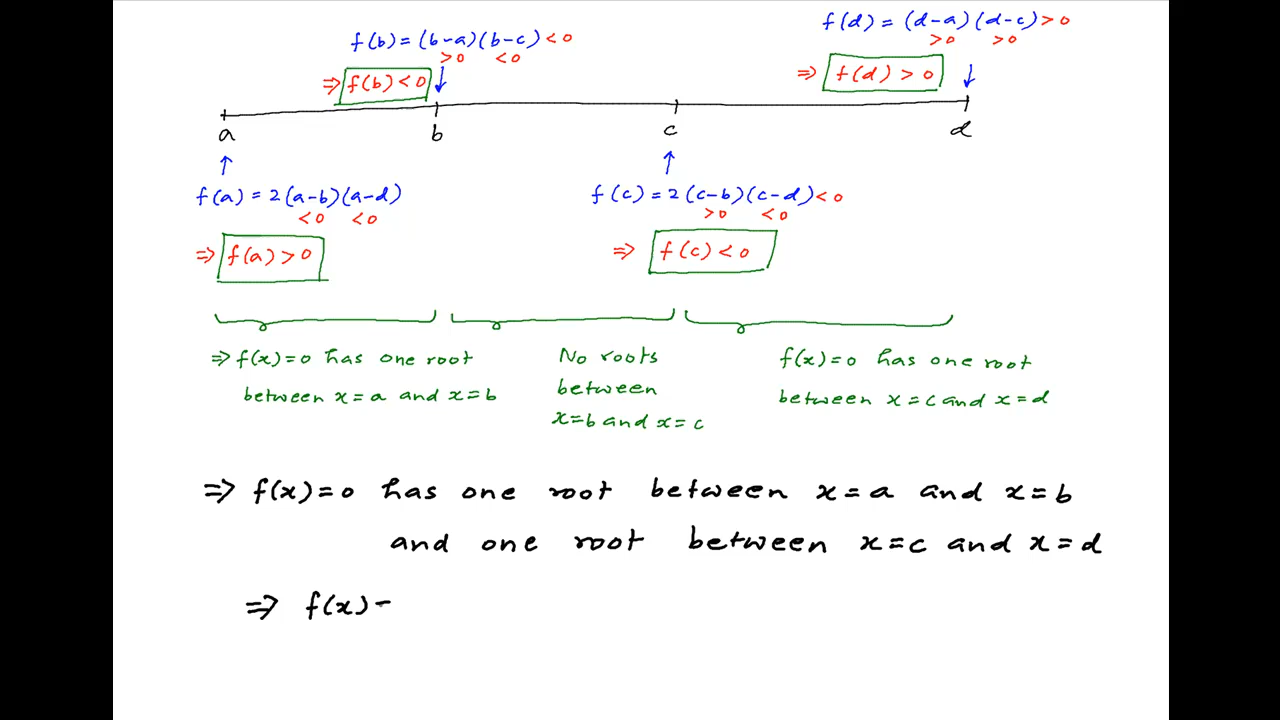 f(d) = (d-a)(d-c) > 0
>0 >0
f(b) = (b-a)(b-c) < 0
>0 <0
⇒ f(b) < 0
⇒ f(d) > 0
a b c d
f(a) = 2(a-b)(a-d)
<0 <0
f(c) = 2(c-b)(c-d) < 0
>0 <0
⇒ f(a) > 0
⇒ f(c) < 0
⇒ f(x)=0 has one root
between x=a and x=b
No roots
between
x=b and x=c
f(x)=0 has one root
between x=c and x=d
⇒ f(x)=0 has one root between x=a and x=b
and one root between x=c and x=d
⇒ f(x) -